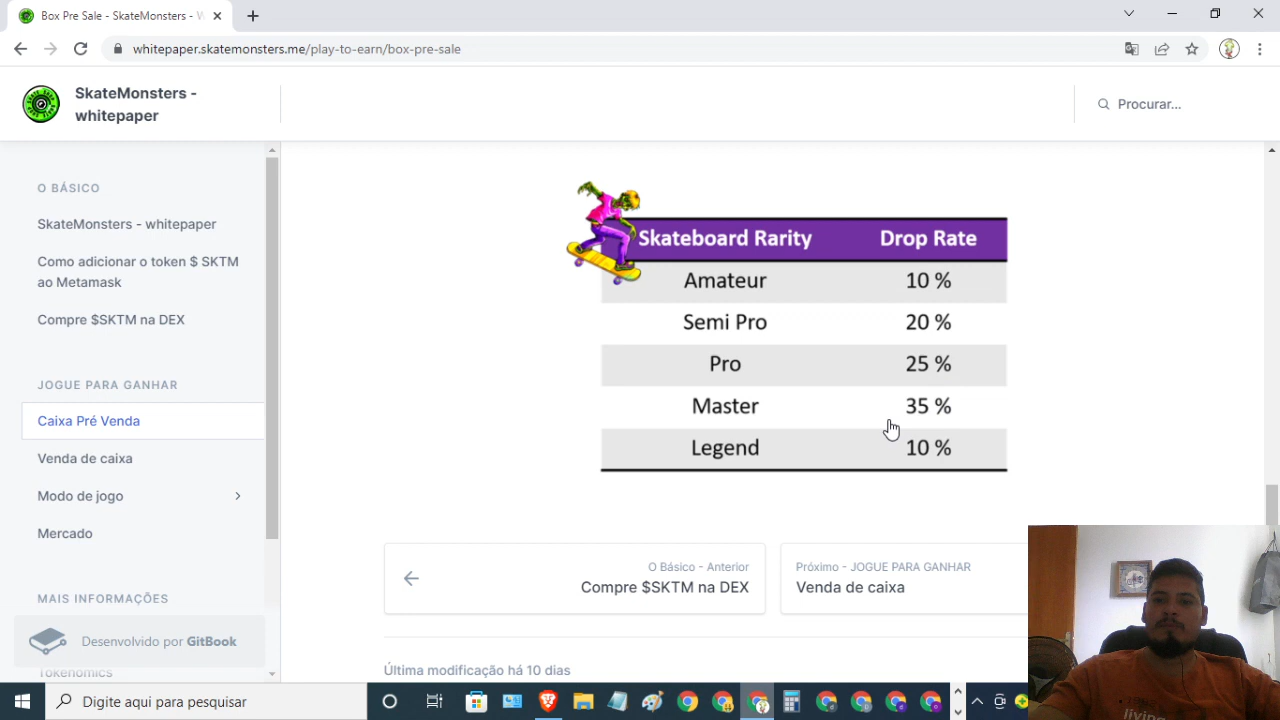 Box Pre Sale - SkateMonsters - W
whitepaper.skatemonsters.me/play-to-earn/box-pre-sale
SkateMonsters -
whitepaper
Procurar...
O BÁSICO
SkateMonsters - whitepaper
Como adicionar o token $ SKTM
ao Metamask
Compre $SKTM na DEX
JOGUE PARA GANHAR
Caixa Pré Venda
Venda de caixa
Modo de jogo
Mercado
MAIS INFORMAÇÕES
Desenvolvido por GitBook
Tokenomics
Skateboard Rarity Drop Rate
Amateur 10 %
Semi Pro 20 %
Pro 25 %
Master 35 %
Legend 10 %
O Básico - Anterior
Compre $SKTM na DEX
Próximo - JOGUE PARA GANHAR
Venda de caixa
Última modificação há 10 dias
living
Digite aqui para pesquisar